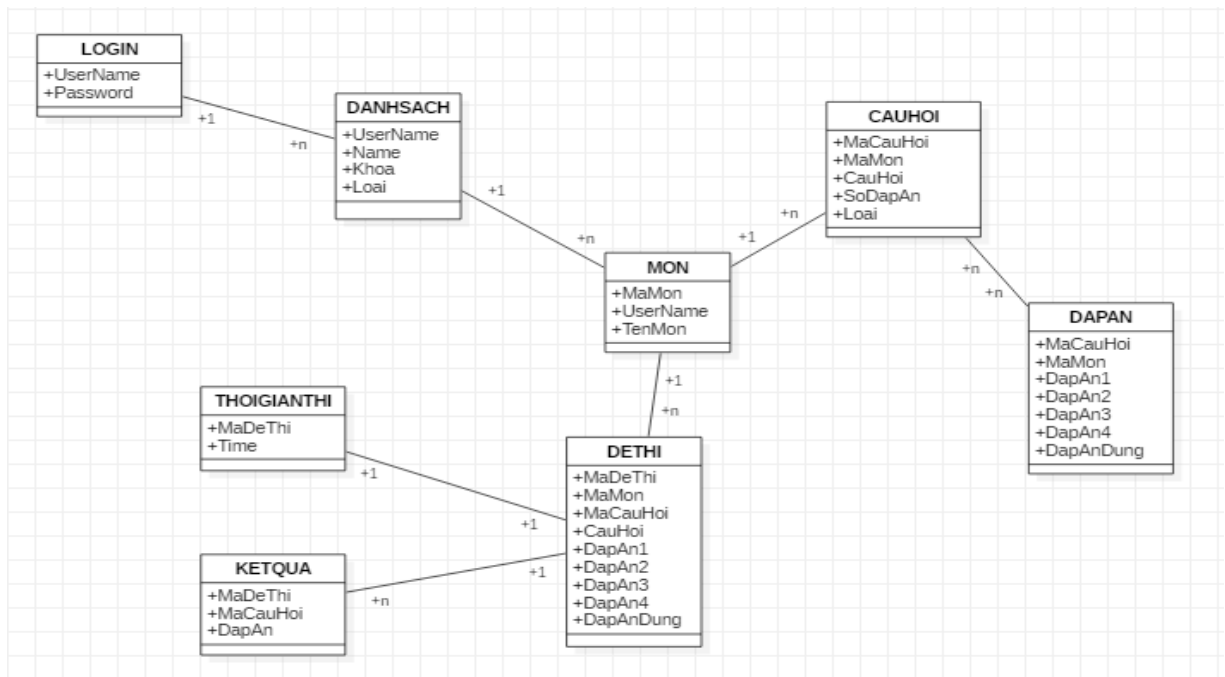 LOGIN
+UserName
+Password
+1
+n
DANHSACH
+UserName
+Name
+Khoa
+Loai
+1
+n
CAUHOI
+MaCauHoi
+MaMon
+CauHoi
+SoDapAn
+Loai
+n
+1
+n
+n
MON
+MaMon
+UserName
+TenMon
+1
+n
DAPAN
+MaCauHoi
+MaMon
+DapAn1
+DapAn2
+DapAn3
+DapAn4
+DapAnDung
THOIGIANTHI
+MaDeThi
+Time
+1
+1
DETHI
+MaDeThi
+MaMon
+MaCauHoi
+CauHoi
+DapAn1
+DapAn2
+DapAn3
+DapAn4
+DapAnDung
KETQUA
+MaDeThi
+MaCauHoi
+DapAn
+n
+1